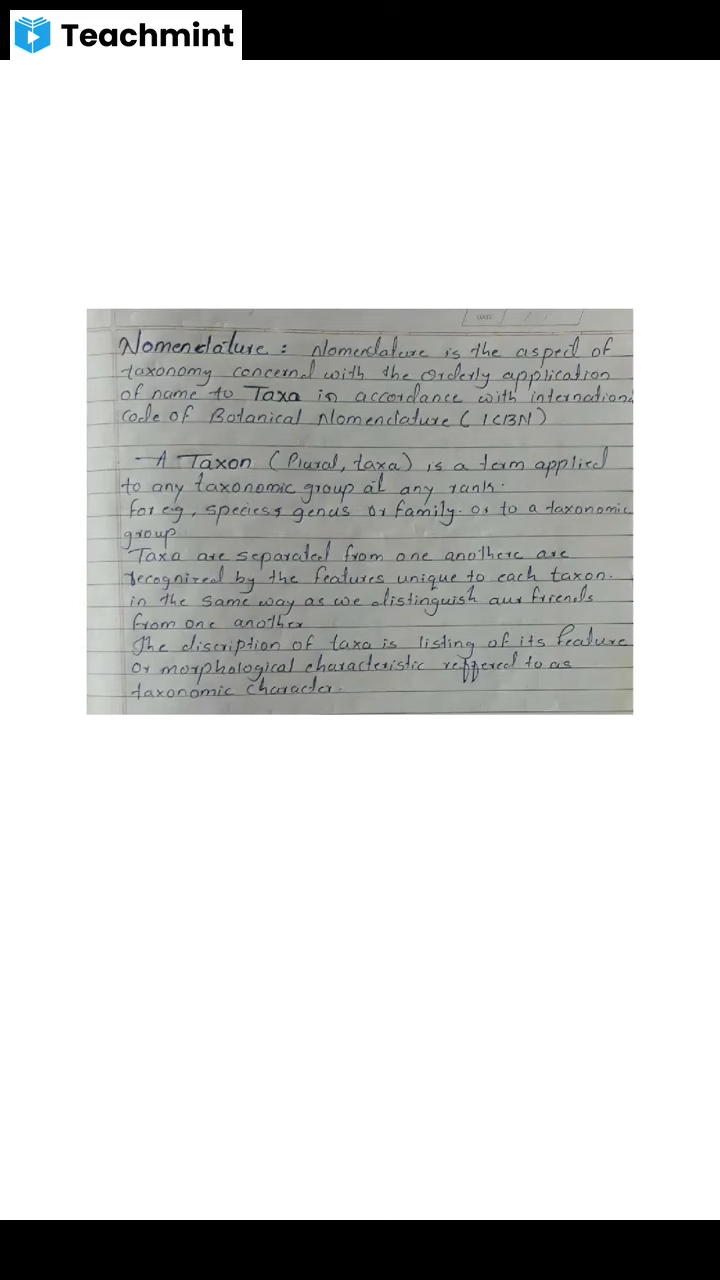 Teachmint
Nomenclature : Nomenclature is the aspect of
taxonomy concernd with the orderly application
of name to Taxa in accordance with internationa
code of Botanical Nomenclature ( ICBN)
A Taxon ( Plural, taxa) is a term applied
to any taxonomic group at any rank.
for e.g, species, genus or family. or to a taxonomic
group.
Taxa are separated from one anothere are
recognized by the features unique to each taxon.
in the same way as we distinguish aur friends
from one another
The discription of taxa is listing of its feature
Or morphological characteristic reffered to as
taxonomic character.